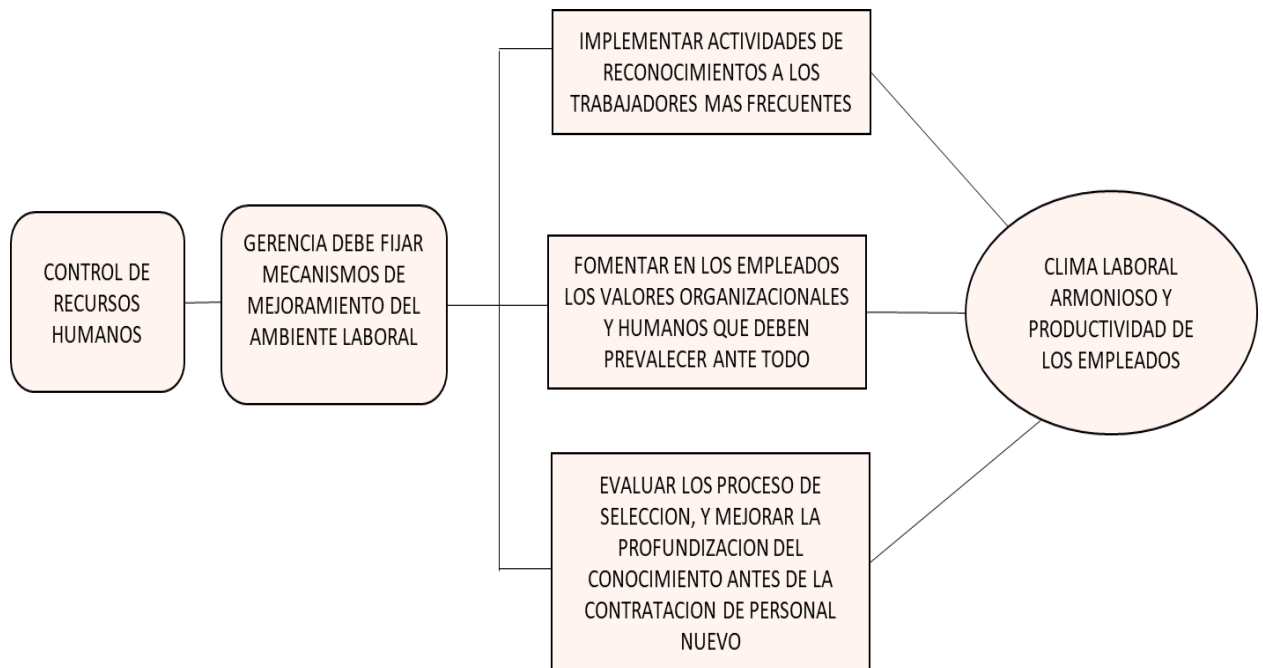 IMPLEMENTAR ACTIVIDADES DE
RECONOCIMIENTOS A LOS
TRABAJADORES MAS FRECUENTES
CONTROL DE
RECURSOS
HUMANOS
GERENCIA DEBE FIJAR
MECANISMOS DE
MEJORAMIENTO DEL
AMBIENTE LABORAL
FOMENTAR EN LOS EMPLEADOS
LOS VALORES ORGANIZACIONALES
Y HUMANOS QUE DEBEN
PREVALECER ANTE TODO
CLIMA LABORAL
ARMONIOSO Y
PRODUCTIVIDAD DE
LOS EMPLEADOS
EVALUAR LOS PROCESO DE
SELECCION, Y MEJORAR LA
PROFUNDIZACION DEL
CONOCIMIENTO ANTES DE LA
CONTRATACION DE PERSONAL
NUEVO